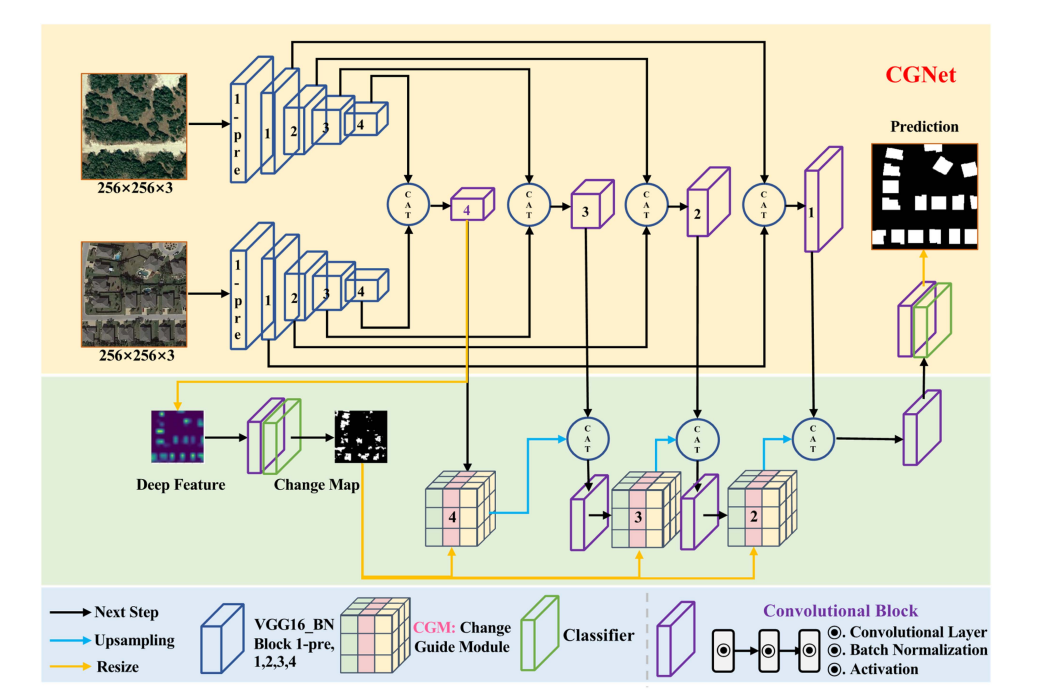 CGNet
Prediction
256×256×3
1-pre
1
2
3
4
CAT
4
CAT
3
CAT
2
CAT
1
256×256×3
1-pre
1
2
3
4
Deep Feature
Change Map
CAT
CAT
CAT
4
3
2
Next Step
Upsampling
Resize
VGG16_BN
Block 1-pre,
1,2,3,4
CGM: Change
Guide Module
Classifier
Convolutional Block
. Convolutional Layer
. Batch Normalization
. Activation